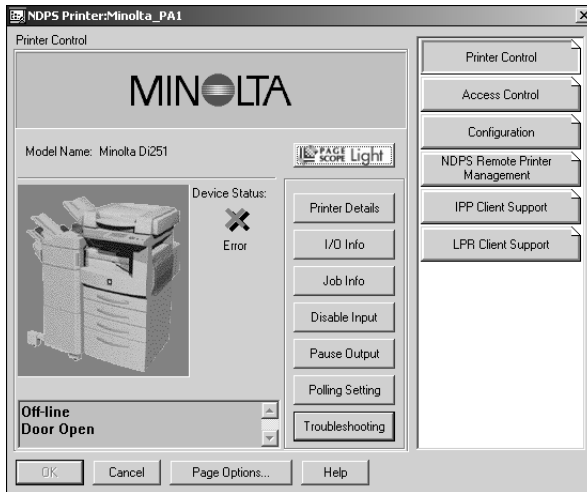 NDPS Printer:Minolta_PA1
Printer Control
MINOLTA
Model Name: Minolta Di251
PAGE SCOPE Light
Device Status:
Error
Off-line
Door Open
Printer Details
I/O Info
Job Info
Disable Input
Pause Output
Polling Setting
Troubleshooting
Printer Control
Access Control
Configuration
NDPS Remote Printer
Management
IPP Client Support
LPR Client Support
OK
Cancel
Page Options...
Help